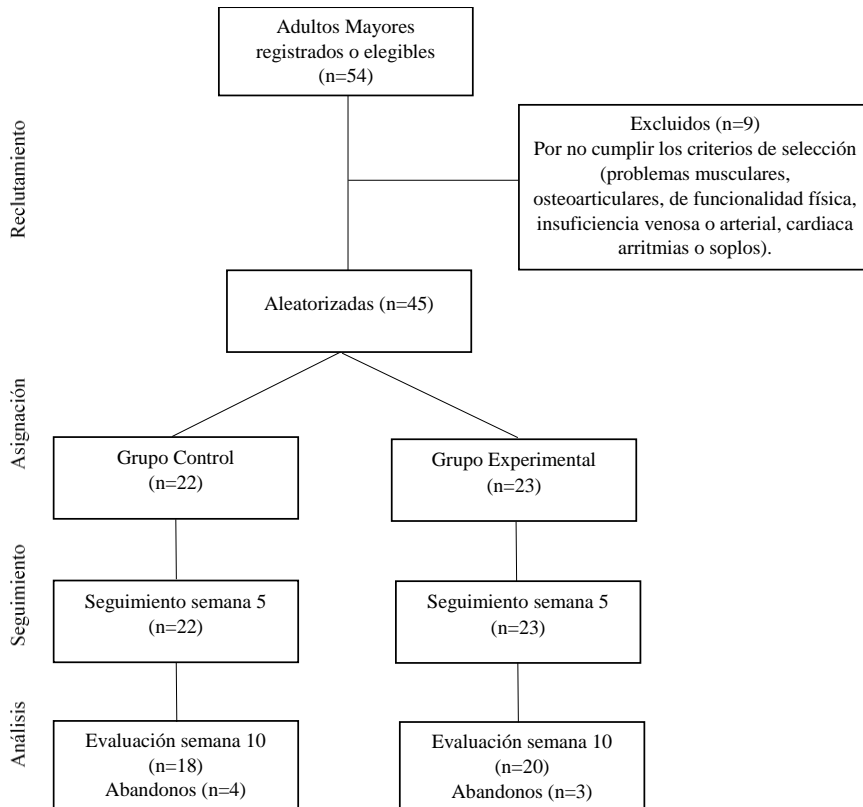 Adultos Mayores
registrados o elegibles
(n=54)
Reclutamiento
Excluidos (n=9)
Por no cumplir los criterios de selección
(problemas musculares,
osteoarticulares, de funcionalidad física,
insuficiencia venosa o arterial, cardiaca
arritmias o soplos).
Aleatorizadas (n=45)
Asignación
Grupo Control
(n=22)
Grupo Experimental
(n=23)
Seguimiento
Seguimiento semana 5
(n=22)
Seguimiento semana 5
(n=23)
Análisis
Evaluación semana 10
(n=18)
Abandonos (n=4)
Evaluación semana 10
(n=20)
Abandonos (n=3)